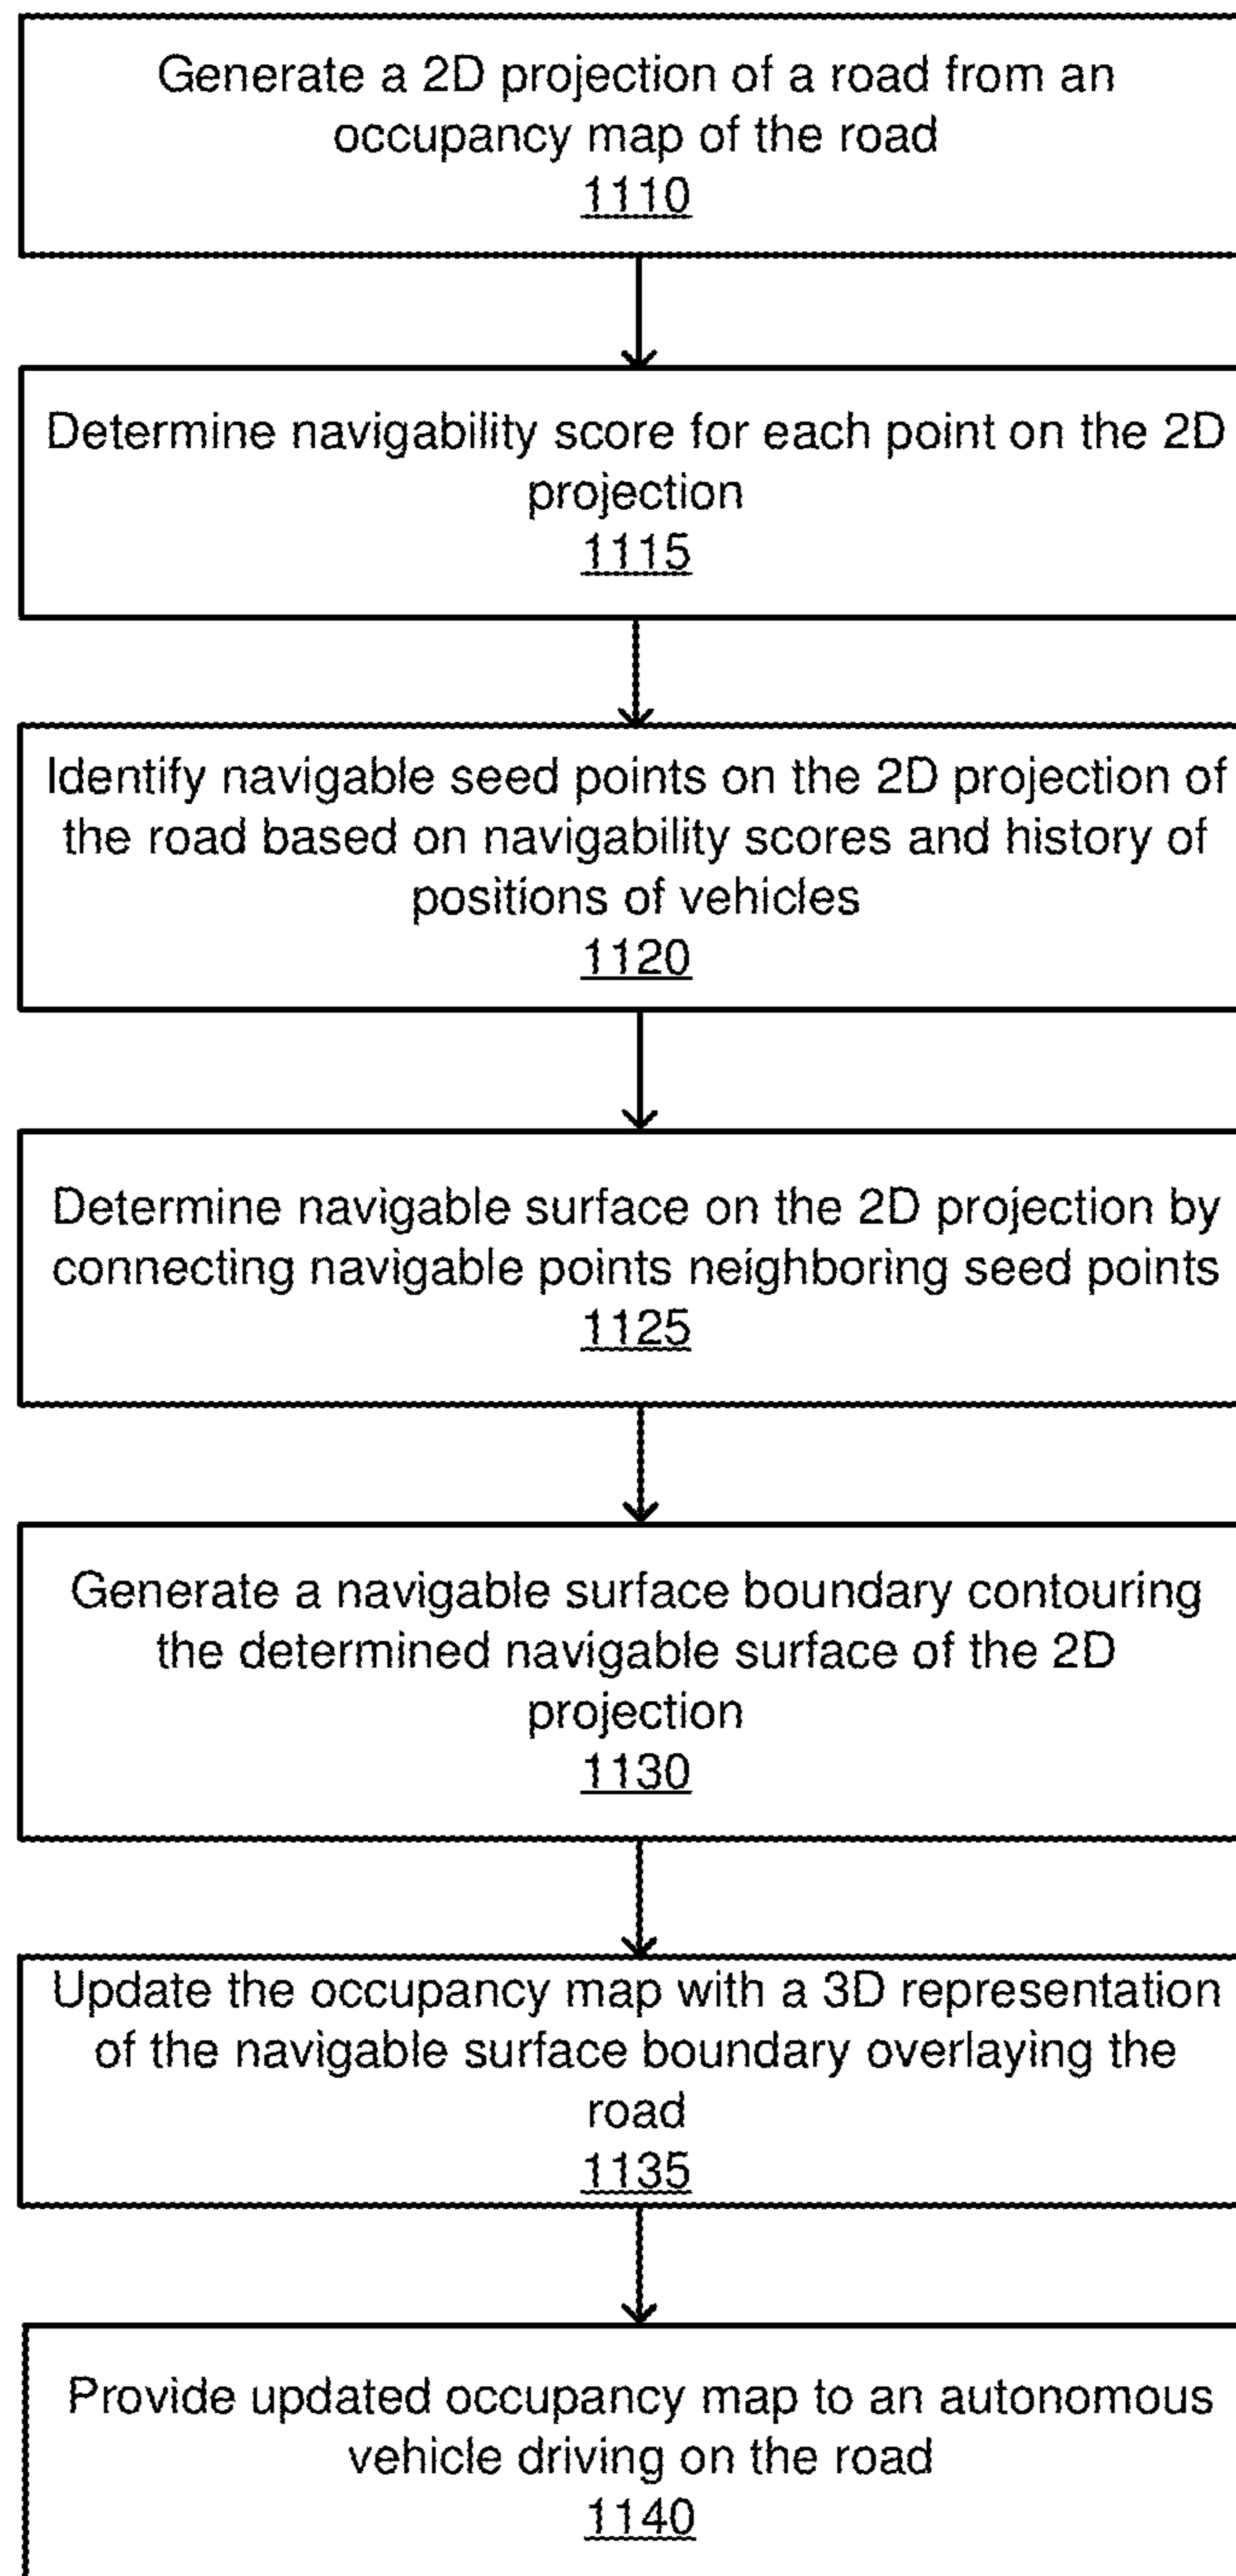 Generate a 2D projection of a road from an
occupancy map of the road
1110
Determine navigability score for each point on the 2D
projection
1115
Identify navigable seed points on the 2D projection of
the road based on navigability scores and history of
positions of vehicles
1120
Determine navigable surface on the 2D projection by
connecting navigable points neighboring seed points
1125
Generate a navigable surface boundary contouring
the determined navigable surface of the 2D
projection
1130
Update the occupancy map with a 3D representation
of the navigable surface boundary overlaying the
road
1135
Provide updated occupancy map to an autonomous
vehicle driving on the road
1140